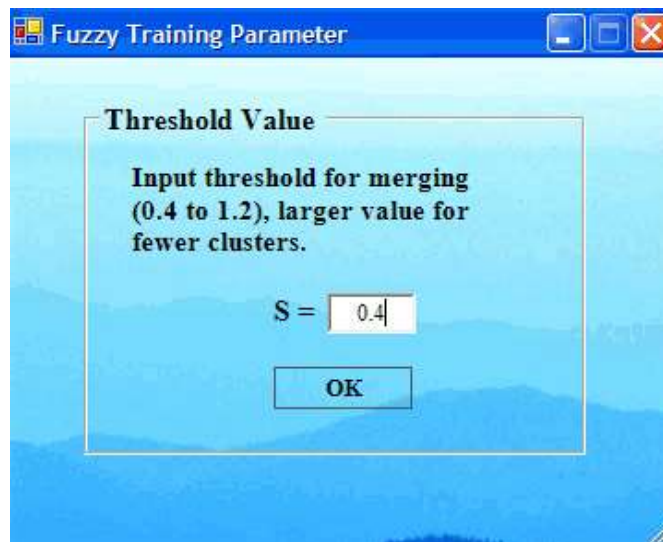 Fuzzy Training Parameter
Threshold Value
Input threshold for merging
(0.4 to 1.2), larger value for
fewer clusters.
S = 0.4
OK